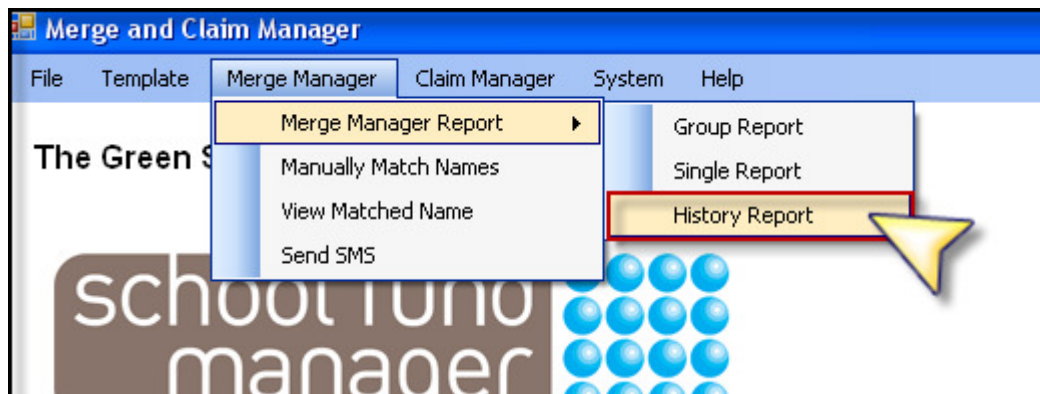 Merge and Claim Manager
File Template Merge Manager Claim Manager System Help
Merge Manager Report
Manually Match Names
View Matched Name
Send SMS
Group Report
Single Report
History Report
The Green
school fund
manager